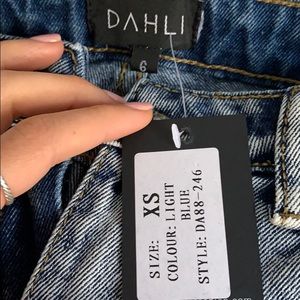 DAHLI
6
SIZE: XS
COLOUR: LIGHT
BLUE
STYLE: DA88-246